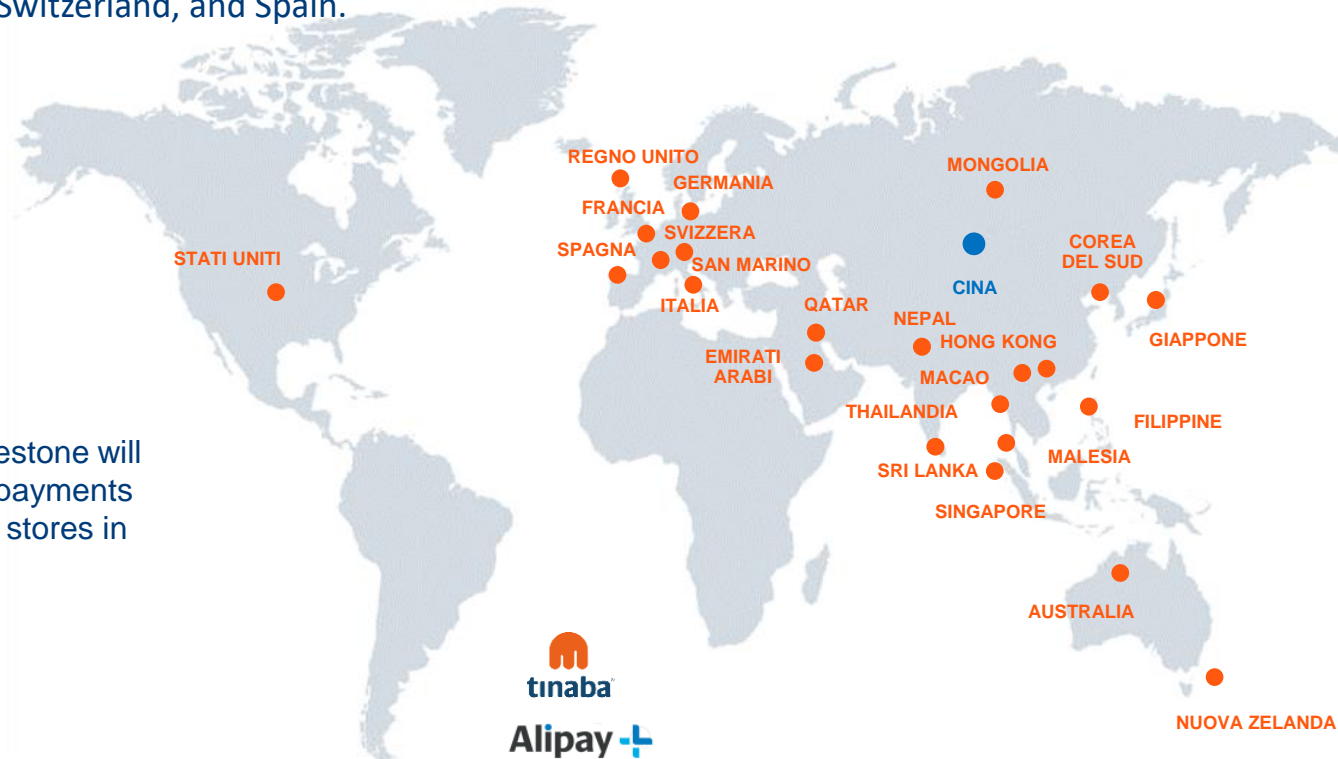 Switzerland, and Spain.
REGNO UNITO
MONGOLIA
GERMANIA
FRANCIA
SVIZZERA
COREA
DEL SUD
SPAGNA
STATI UNITI
SAN MARINO
CINA
ITALIA
QATAR
NEPAL
HONG KONG
GIAPPONE
EMIRATI
ARABI
MACAO
THAILANDIA
FILIPPINE
estone will
payments
stores in
MALESIA
SRI LANKA
SINGAPORE
AUSTRALIA
tinaba
NUOVA ZELANDA
Alipay+